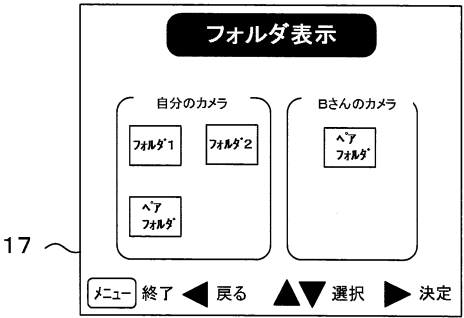 フォルダ表示
自分のカメラ
フォルダ1
フォルダ2
ペア
フォルダ
Bさんのカメラ
ペア
フォルダ
17
メニュー 終了 ◀ 戻る ▲▼ 選択 ▶ 決定